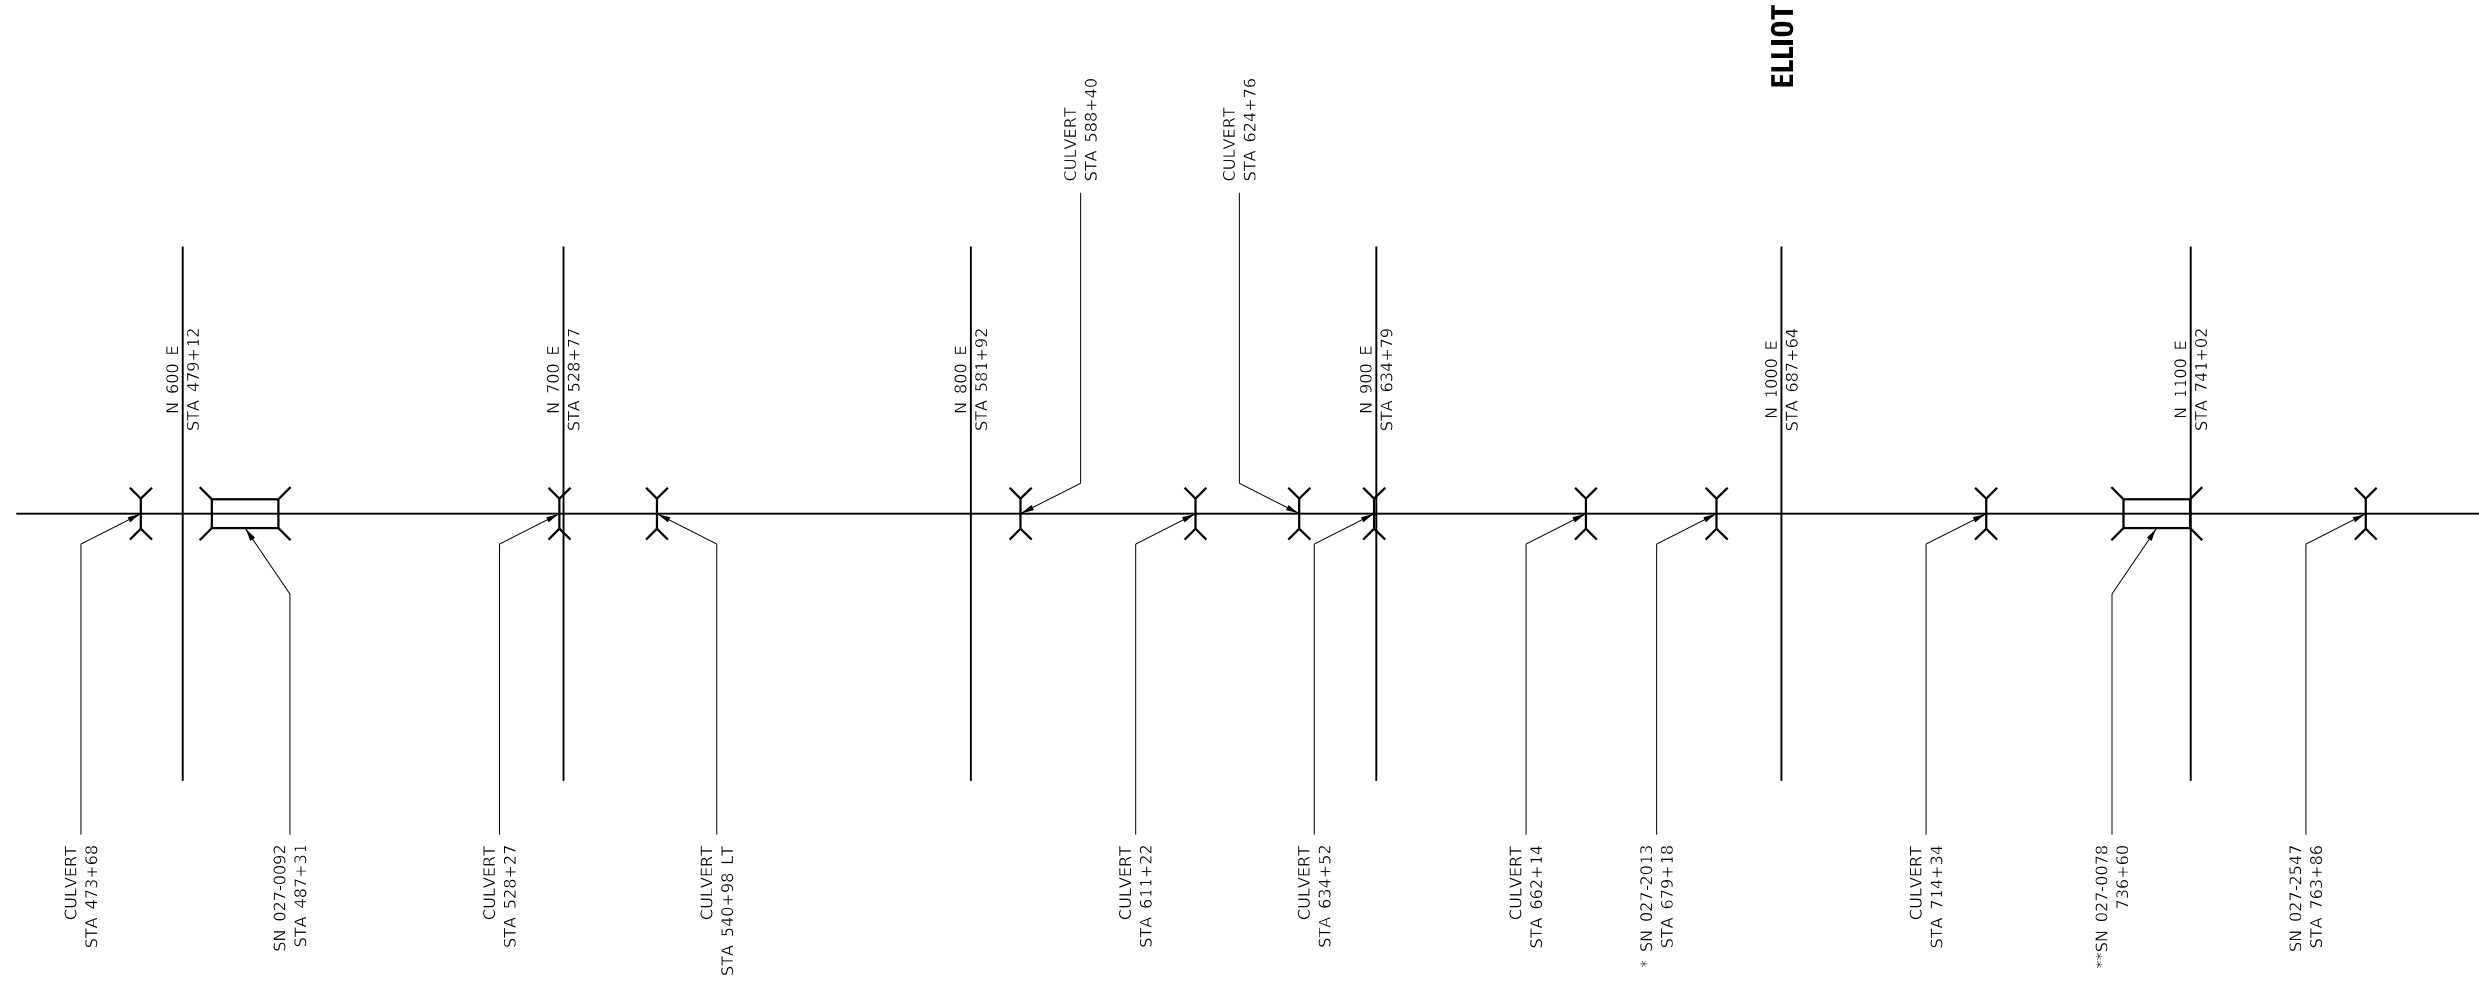 ELLIOT
CULVERT
STA 588+40
CULVERT
STA 624+76
N 600 E
STA 479+12
N 700 E
STA 528+77
N 800 E
STA 581+92
N 900 E
STA 634+79
N 1000 E
STA 687+64
N 1100 E
STA 741+02
CULVERT
STA 473+68
SN 027-0092
STA 487+31
CULVERT
STA 528+27
CULVERT
STA 540+98 LT
CULVERT
STA 611+22
CULVERT
STA 634+52
CULVERT
STA 662+14
* SN 027-2013
STA 679+18
CULVERT
STA 714+34
**SN 027-0078
736+60
SN 027-2547
STA 763+86